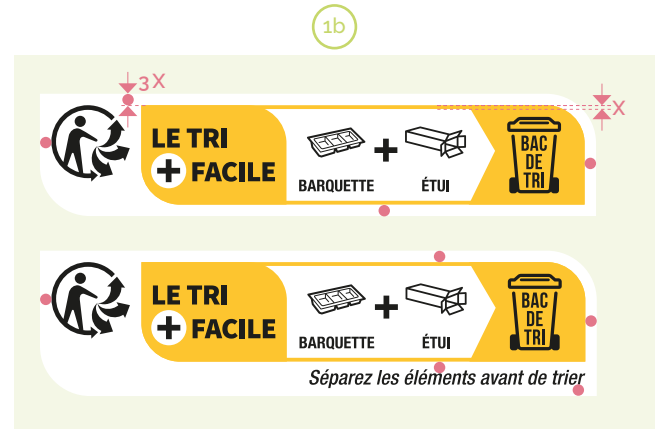 1b
3X
X
LE TRI
+ FACILE
BARQUETTE
+
ÉTUI
BAC
DE
TRI
LE TRI
+ FACILE
BARQUETTE
+
ÉTUI
BAC
DE
TRI
Séparez les éléments avant de trier